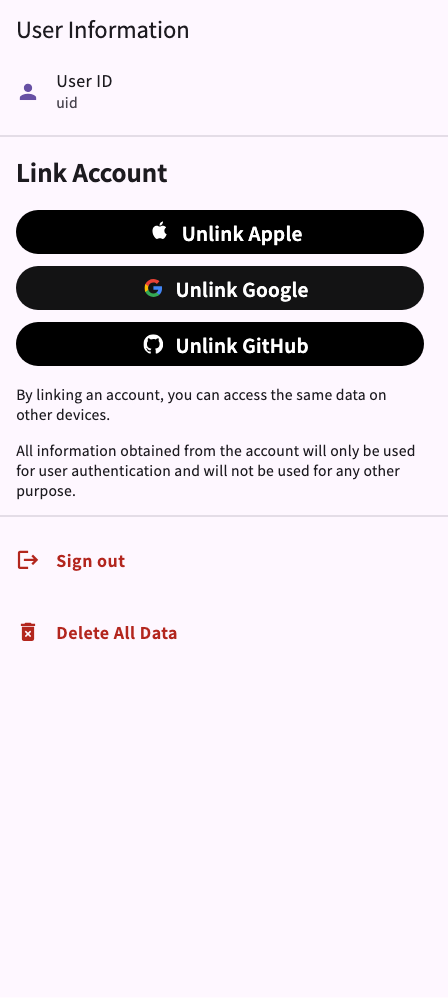 User Information
User ID
uid
Link Account
Unlink Apple
Unlink Google
Unlink GitHub
By linking an account, you can access the same data on
other devices.
All information obtained from the account will only be used
for user authentication and will not be used for any other
purpose.
Sign out
Delete All Data